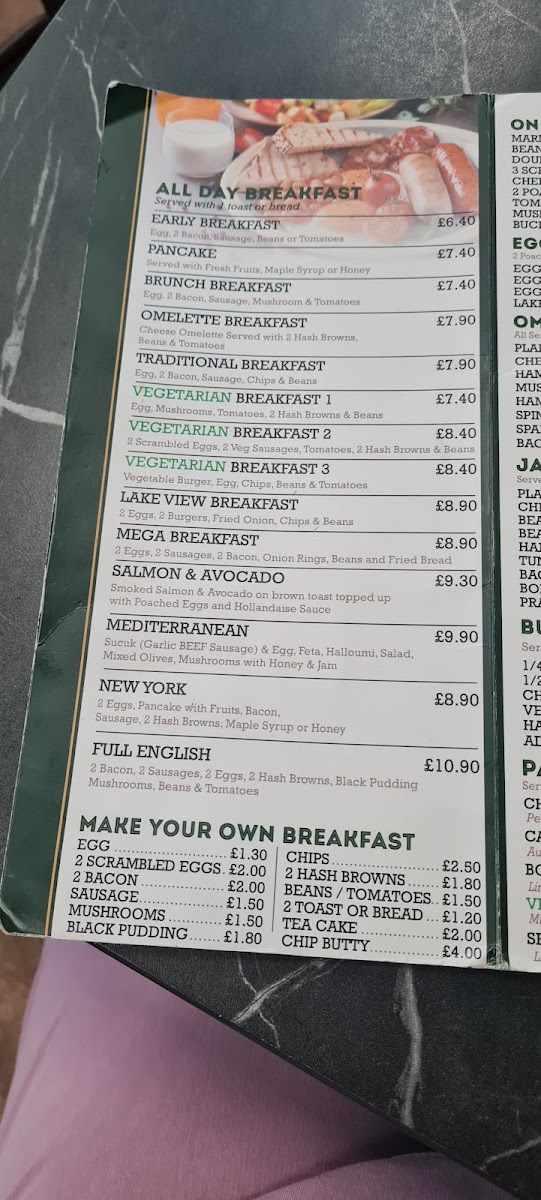 ALL DAY BREAKFAST
Served with 1 toast or bread
EARLY BREAKFAST £6.40
Egg, 2 Bacon, Sausage, Beans or Tomatoes
PANCAKE £7.40
Served with Fresh Fruits, Maple Syrup or Honey
BRUNCH BREAKFAST £7.40
Egg, 2 Bacon, Sausage, Mushroom & Tomatoes
OMELETTE BREAKFAST £7.90
Cheese Omelette Served with 2 Hash Browns,
Beans & Tomatoes
TRADITIONAL BREAKFAST £7.90
Egg, 2 Bacon, Sausage, Chips & Beans
VEGETARIAN BREAKFAST 1 £7.40
Egg, Mushrooms, Tomatoes, 2 Hash Browns & Beans
VEGETARIAN BREAKFAST 2 £8.40
2 Scrambled Eggs, 2 Veg Sausages, Tomatoes, 2 Hash Browns & Beans
VEGETARIAN BREAKFAST 3 £8.40
Vegetable Burger, Egg, Chips, Beans & Tomatoes
LAKE VIEW BREAKFAST £8.90
2 Eggs, 2 Burgers, Fried Onion, Chips & Beans
MEGA BREAKFAST £8.90
2 Eggs, 2 Sausages, 2 Bacon, Onion Rings, Beans and Fried Bread
SALMON & AVOCADO £9.30
Smoked Salmon & Avocado on brown toast topped up
with Poached Eggs and Hollandaise Sauce
MEDITERRANEAN £9.90
Sucuk (Garlic BEEF Sausage) & Egg, Feta, Halloumi, Salad,
Mixed Olives, Mushrooms with Honey & Jam
NEW YORK £8.90
2 Eggs, Pancake with Fruits, Bacon,
Sausage, 2 Hash Browns, Maple Syrup or Honey
FULL ENGLISH £10.90
2 Bacon, 2 Sausages, 2 Eggs, 2 Hash Browns, Black Pudding
Mushrooms, Beans & Tomatoes
MAKE YOUR OWN BREAKFAST
EGG £1.30
2 SCRAMBLED EGGS £2.00
2 BACON £2.00
SAUSAGE £1.50
MUSHROOMS £1.50
BLACK PUDDING £1.80
CHIPS £2.50
2 HASH BROWNS £1.80
BEANS / TOMATOES £1.50
2 TOAST OR BREAD £1.20
TEA CAKE £2.00
CHIP BUTTY £4.00
ON